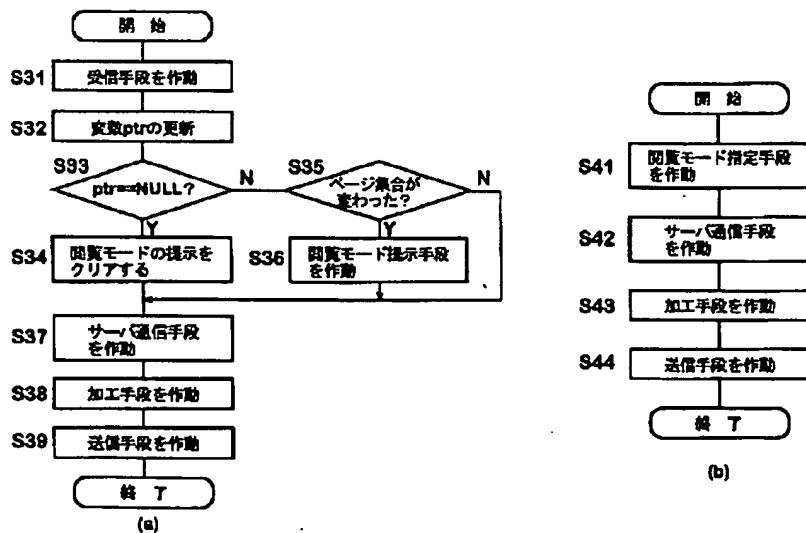 開 始
S31
受信手段を作動
S32
変数ptrの更新
S33
ptr==NULL?
N
Y
S35
ページ集合が
変わった?
N
Y
S34
閲覧モードの提示を
クリアする
S36
閲覧モード提示手段
を作動
S37
サーバ通信手段
を作動
S38
加工手段を作動
S39
送信手段を作動
終 了
(a)
開 始
S41
閲覧モード指定手段
を作動
S42
サーバ通信手段
を作動
S43
加工手段を作動
S44
送信手段を作動
終 了
(b)